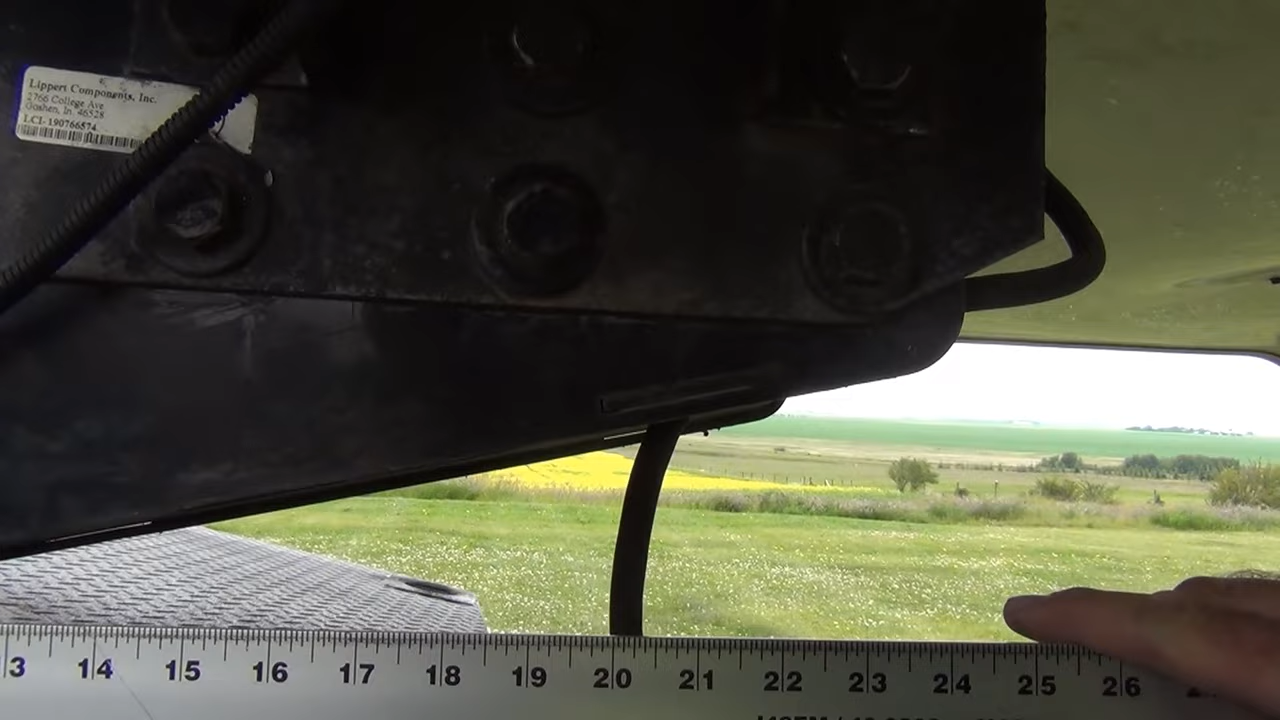 Lippert Components, Inc.
2766 College Ave
Goshen, In. 46528
LCI- 190766574
14 15 16 17 18 19 20 21 22 23 24 25 26